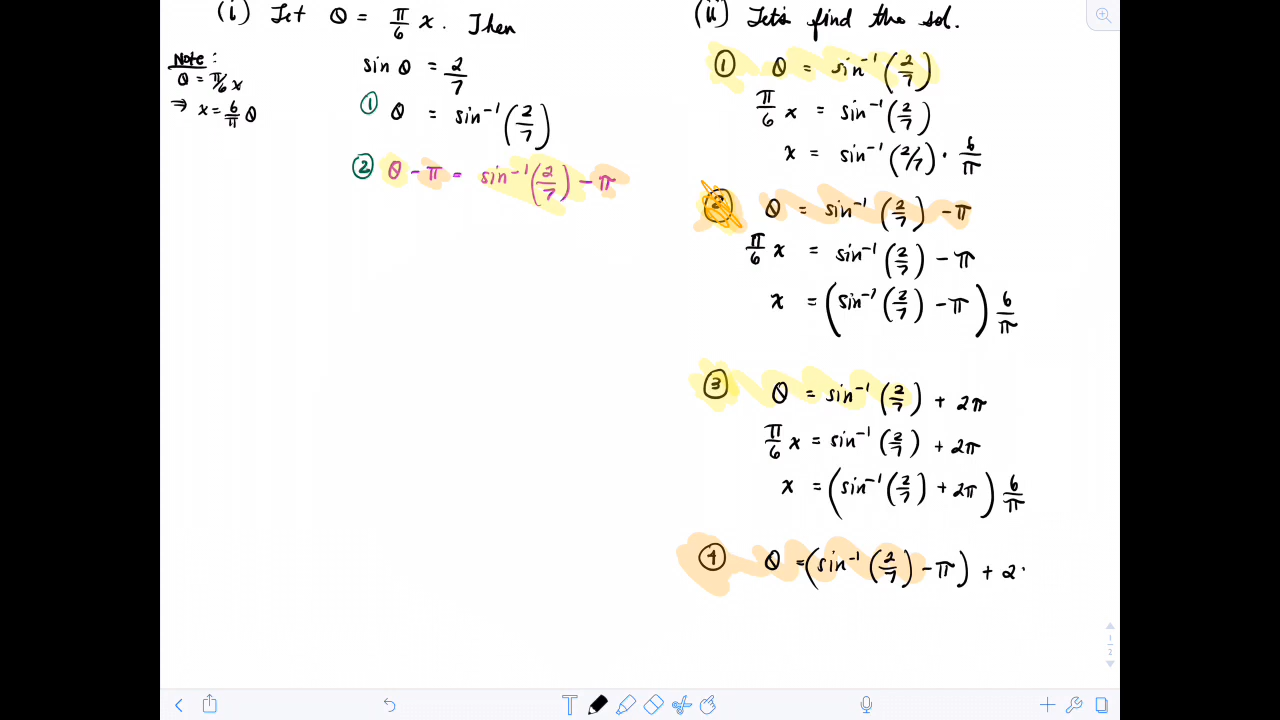 (i) Let θ = π/6 x. Then
Note:
θ = π/6 x
⇒ x = 6/π θ
sin θ = 2/7
① θ = sin⁻¹(2/7)
② θ - π = sin⁻¹(2/7) - π
(ii) Let's find the sol.
① θ = sin⁻¹(2/7)
π/6 x = sin⁻¹(2/7)
x = sin⁻¹(2/7) · 6/π
② θ = sin⁻¹(2/7) - π
π/6 x = sin⁻¹(2/7) - π
x = (sin⁻¹(2/7) - π) 6/π
③ θ = sin⁻¹(2/7) + 2π
π/6 x = sin⁻¹(2/7) + 2π
x = (sin⁻¹(2/7) + 2π) 6/π
④ θ = (sin⁻¹(2/7) - π) + 2
1/2
T